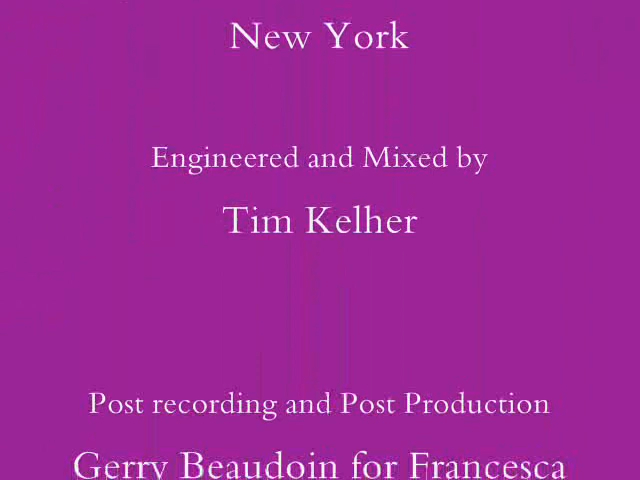 New York
Engineered and Mixed by
Tim Kelher
Post recording and Post Production
Gerry Beaudoin for Francesca